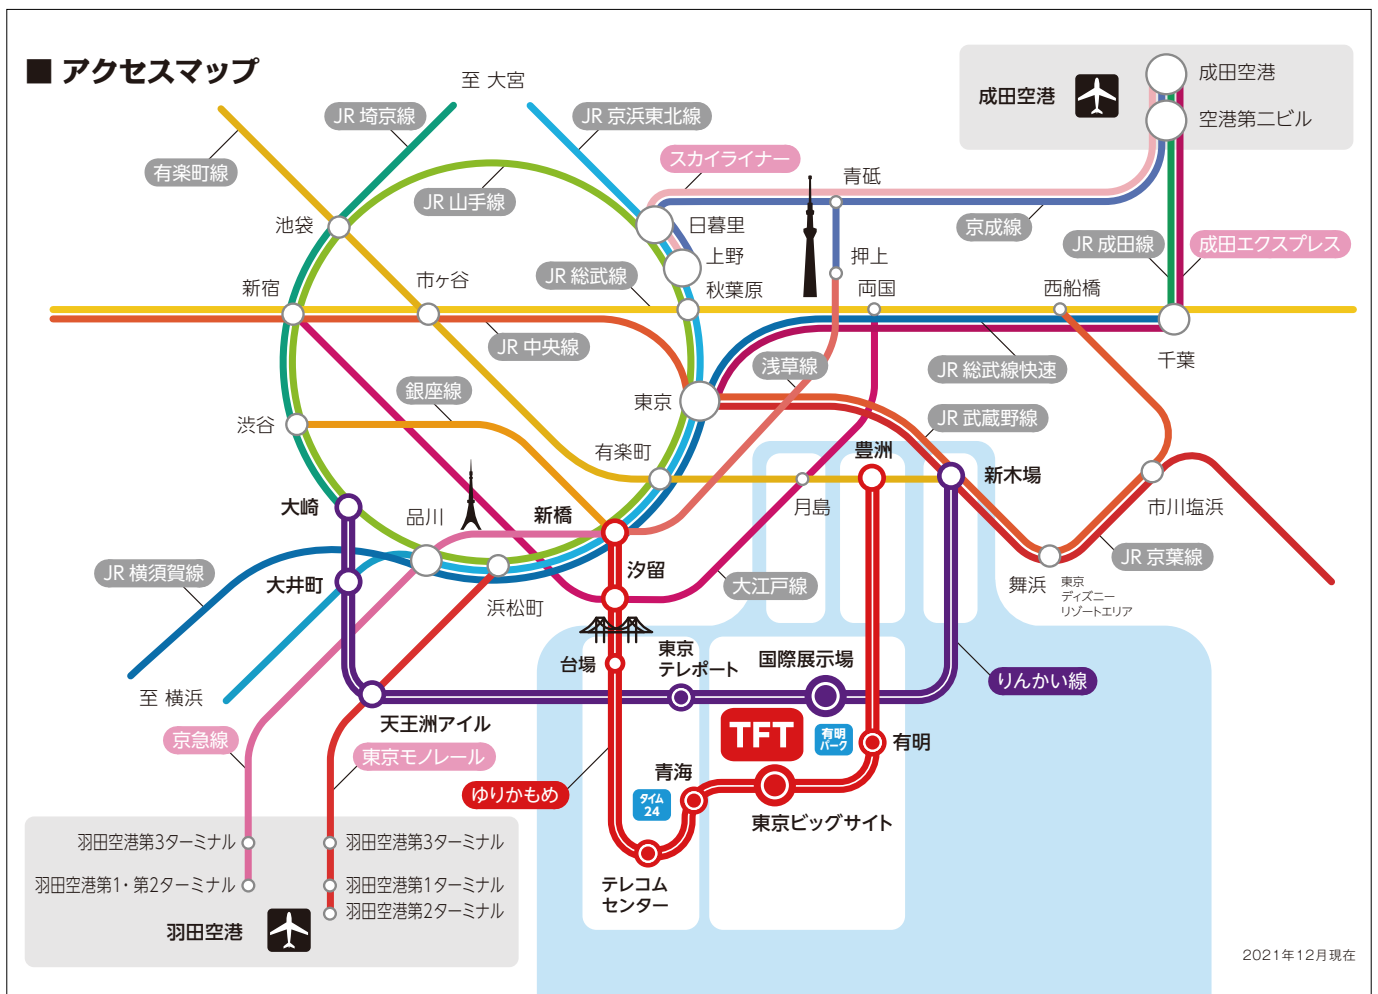 ■ アクセスマップ
至 大宮
JR 埼京線
JR 京浜東北線
有楽町線
JR 山手線
スカイライナー
成田空港
成田空港
空港第二ビル
青砥
京成線
JR 成田線
成田エクスプレス
池袋
日暮里
上野
押上
市ヶ谷
JR 総武線
秋葉原
両国
西船橋
新宿
JR 中央線
浅草線
JR 総武線快速
千葉
銀座線
東京
渋谷
JR 武蔵野線
有楽町
豊洲
新木場
大崎
品川
新橋
月島
市川塩浜
JR 横須賀線
大井町
汐留
大江戸線
舞浜
東京
ディズニー
リゾートエリア
JR 京葉線
浜松町
台場
東京
テレポート
国際展示場
りんかい線
至 横浜
天王洲アイル
TFT
有明
パーク
有明
京急線
東京モノレール
ゆりかもめ
青海
タイム
24
東京ビッグサイト
羽田空港第3ターミナル
羽田空港第3ターミナル
羽田空港第1・第2ターミナル
羽田空港第1ターミナル
羽田空港第2ターミナル
テレコム
センター
羽田空港
2021年12月現在